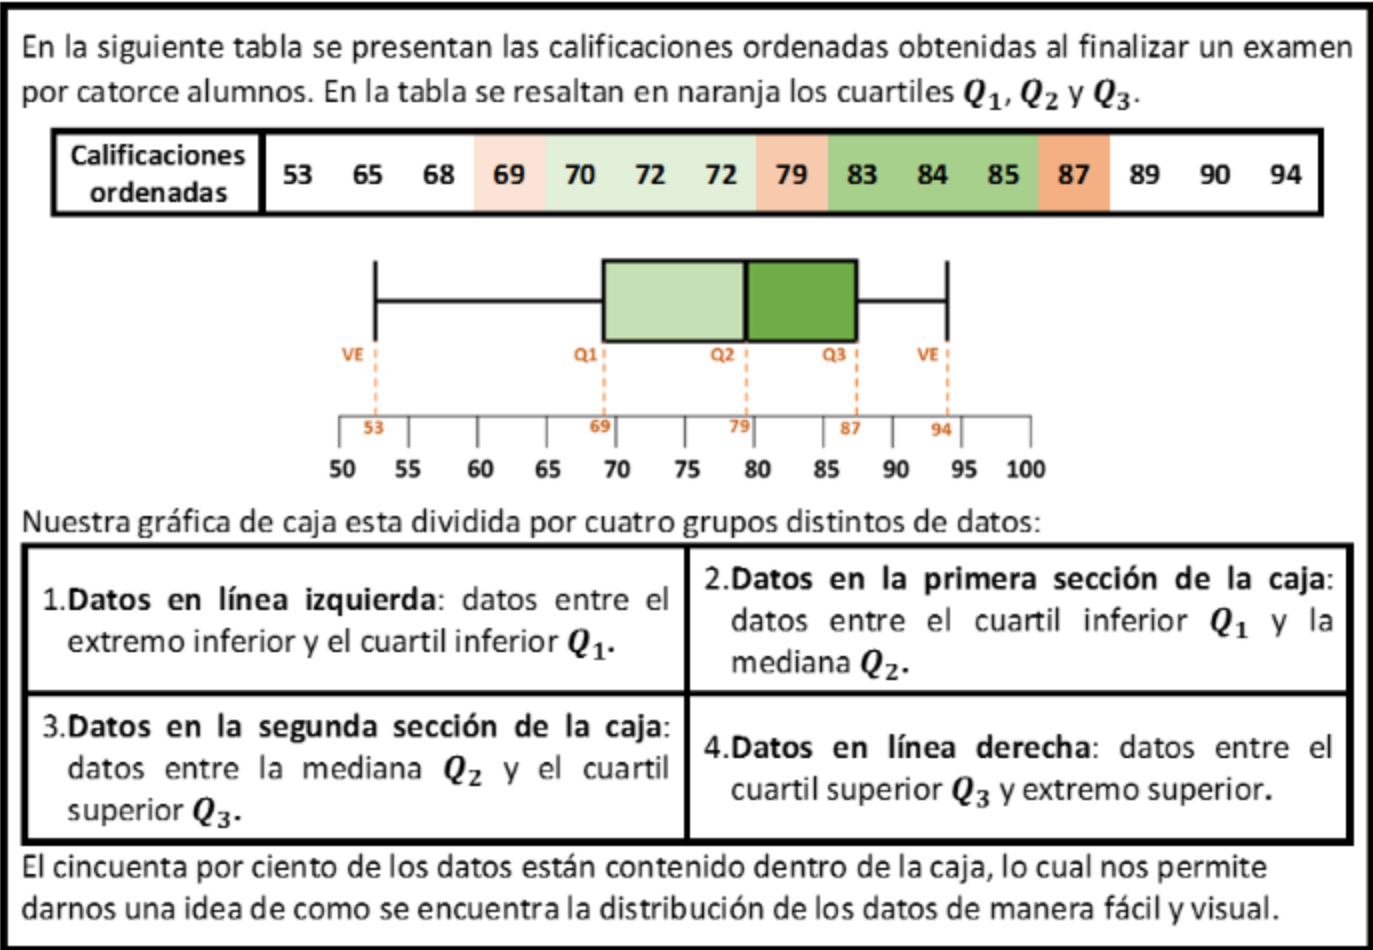 En la siguiente tabla se presentan las calificaciones ordenadas obtenidas al finalizar un examen
por catorce alumnos. En la tabla se resaltan en naranja los cuartiles Q₁, Q₂ y Q₃.
Calificaciones
ordenadas
53 65 68 69 70 72 72 79 83 84 85 87 89 90 94
VE Q1 Q2 Q3 VE
53 69 79 87 94
50 55 60 65 70 75 80 85 90 95 100
Nuestra gráfica de caja esta dividida por cuatro grupos distintos de datos:
1.Datos en línea izquierda: datos entre el
extremo inferior y el cuartil inferior Q₁.
2.Datos en la primera sección de la caja:
datos entre el cuartil inferior Q₁ y la
mediana Q₂.
3.Datos en la segunda sección de la caja:
datos entre la mediana Q₂ y el cuartil
superior Q₃.
4.Datos en línea derecha: datos entre el
cuartil superior Q₃ y extremo superior.
El cincuenta por ciento de los datos están contenido dentro de la caja, lo cual nos permite
darnos una idea de como se encuentra la distribución de los datos de manera fácil y visual.